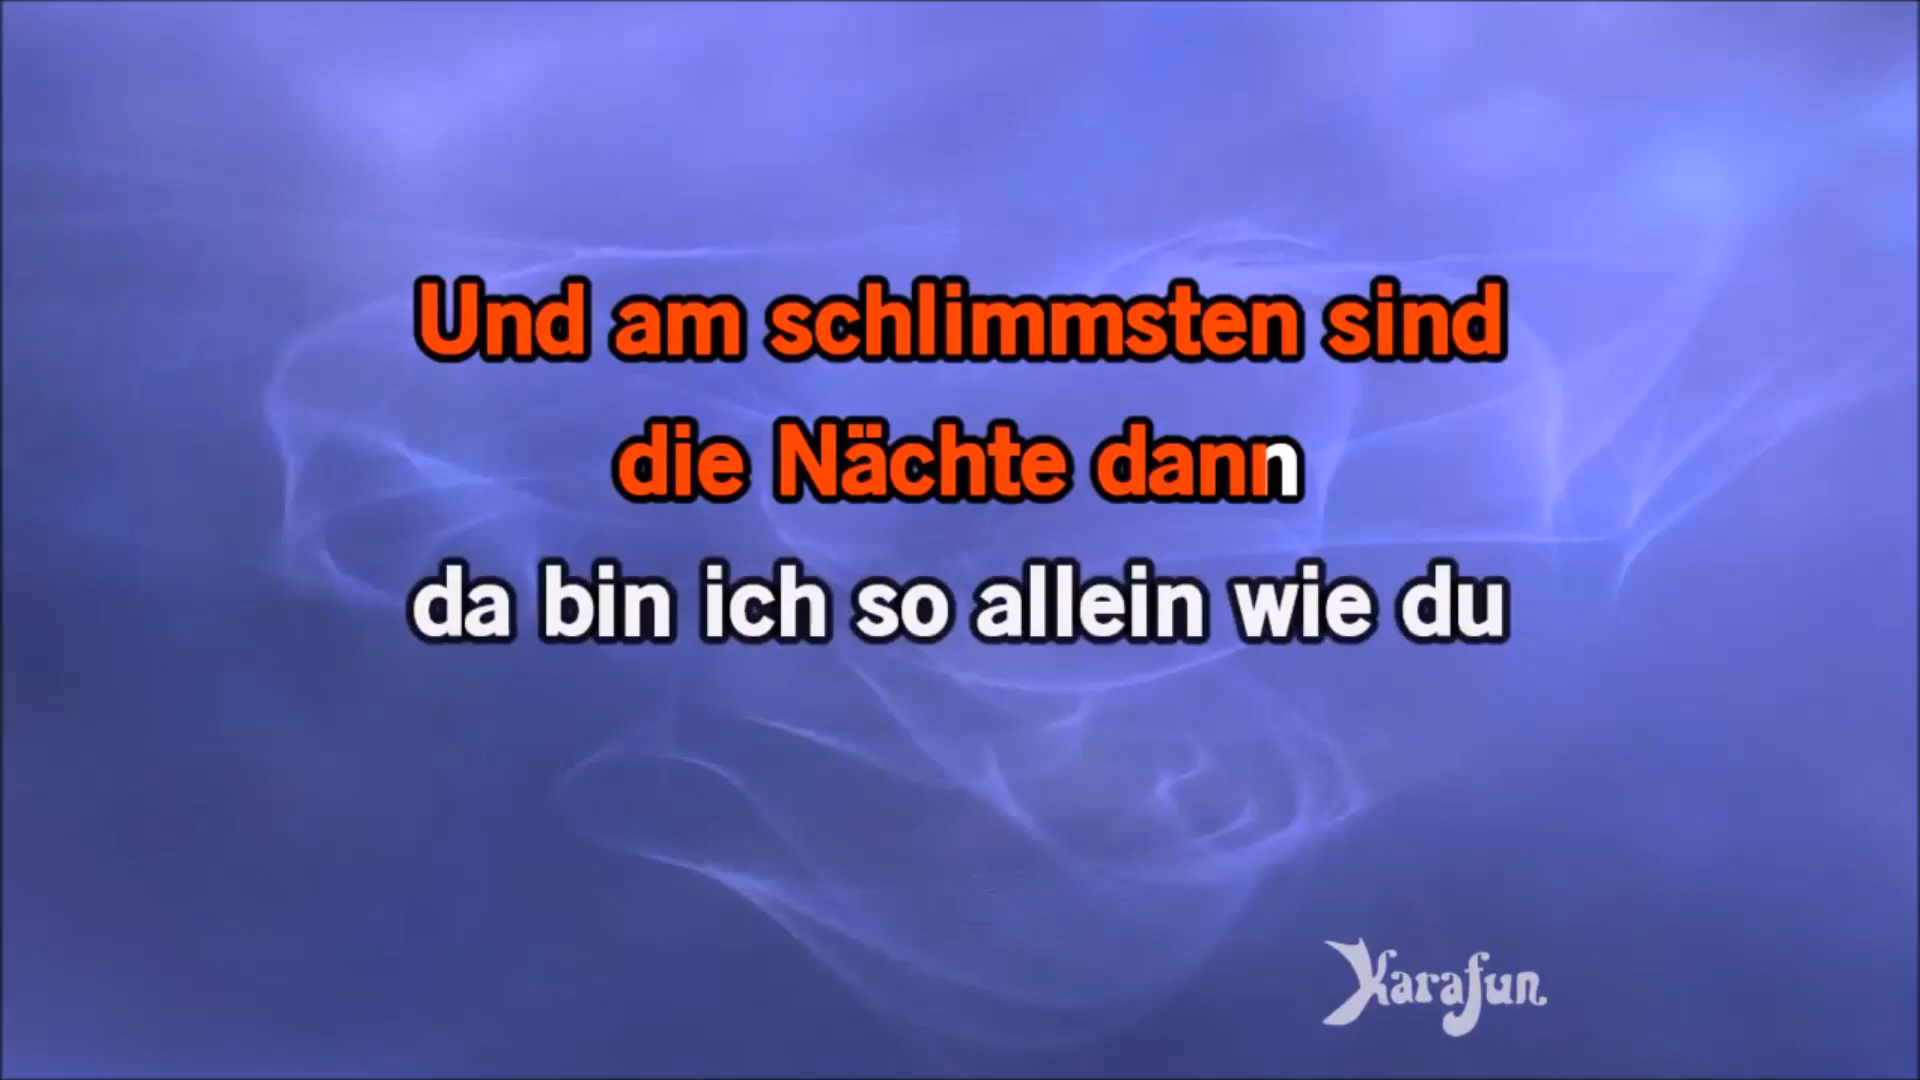 Und am schlimmsten sind
die Nächte dann
da bin ich so allein wie du
Karafun